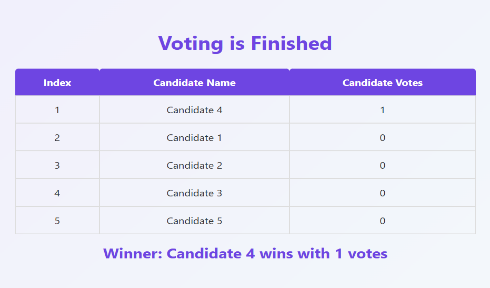 Voting is Finished
Index Candidate Name Candidate Votes
1 Candidate 4 1
2 Candidate 1 0
3 Candidate 2 0
4 Candidate 3 0
5 Candidate 5 0
Winner: Candidate 4 wins with 1 votes